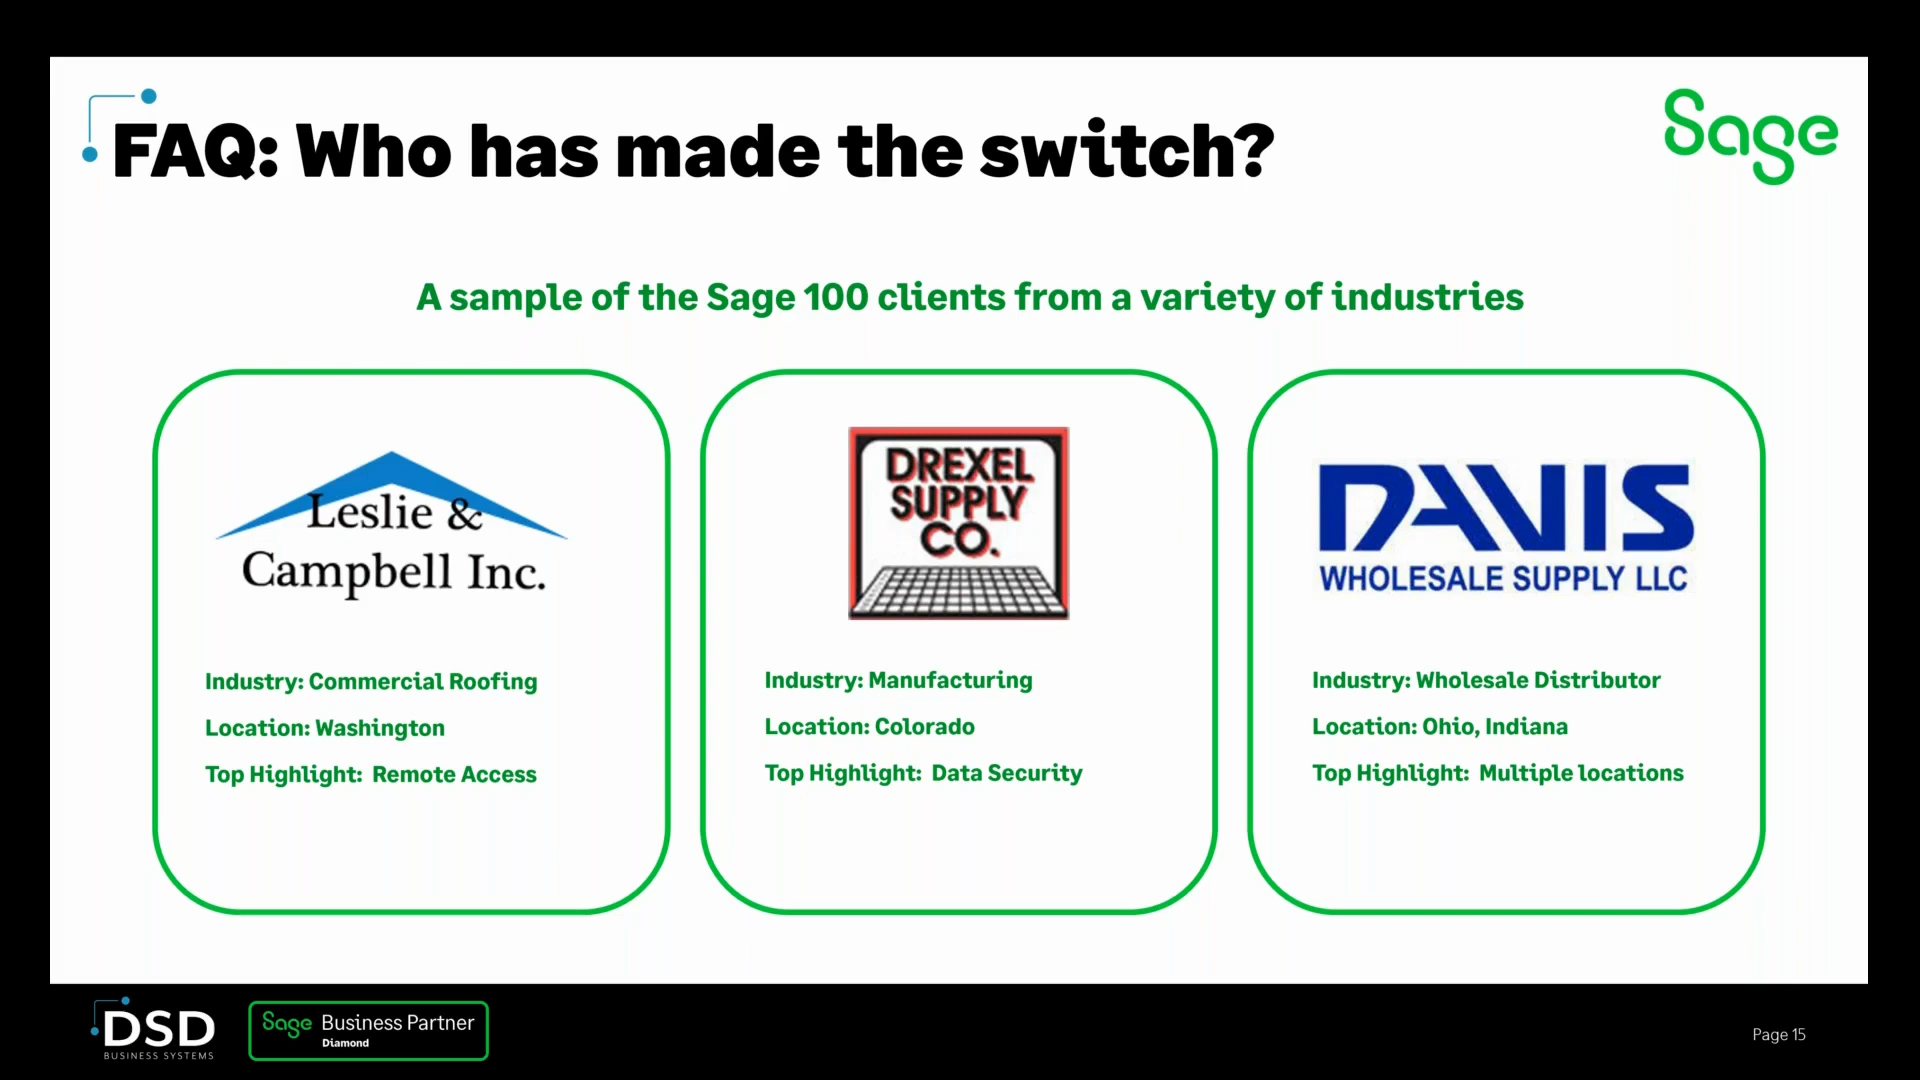 FAQ: Who has made the switch?
Sage
A sample of the Sage 100 clients from a variety of industries
Leslie &
Campbell Inc.
Industry: Commercial Roofing
Location: Washington
Top Highlight: Remote Access
DREXEL
SUPPLY
CO.
Industry: Manufacturing
Location: Colorado
Top Highlight: Data Security
DAVIS
WHOLESALE SUPPLY LLC
Industry: Wholesale Distributor
Location: Ohio, Indiana
Top Highlight: Multiple locations
DSD
BUSINESS SYSTEMS
Sage Business Partner
Diamond
Page 15